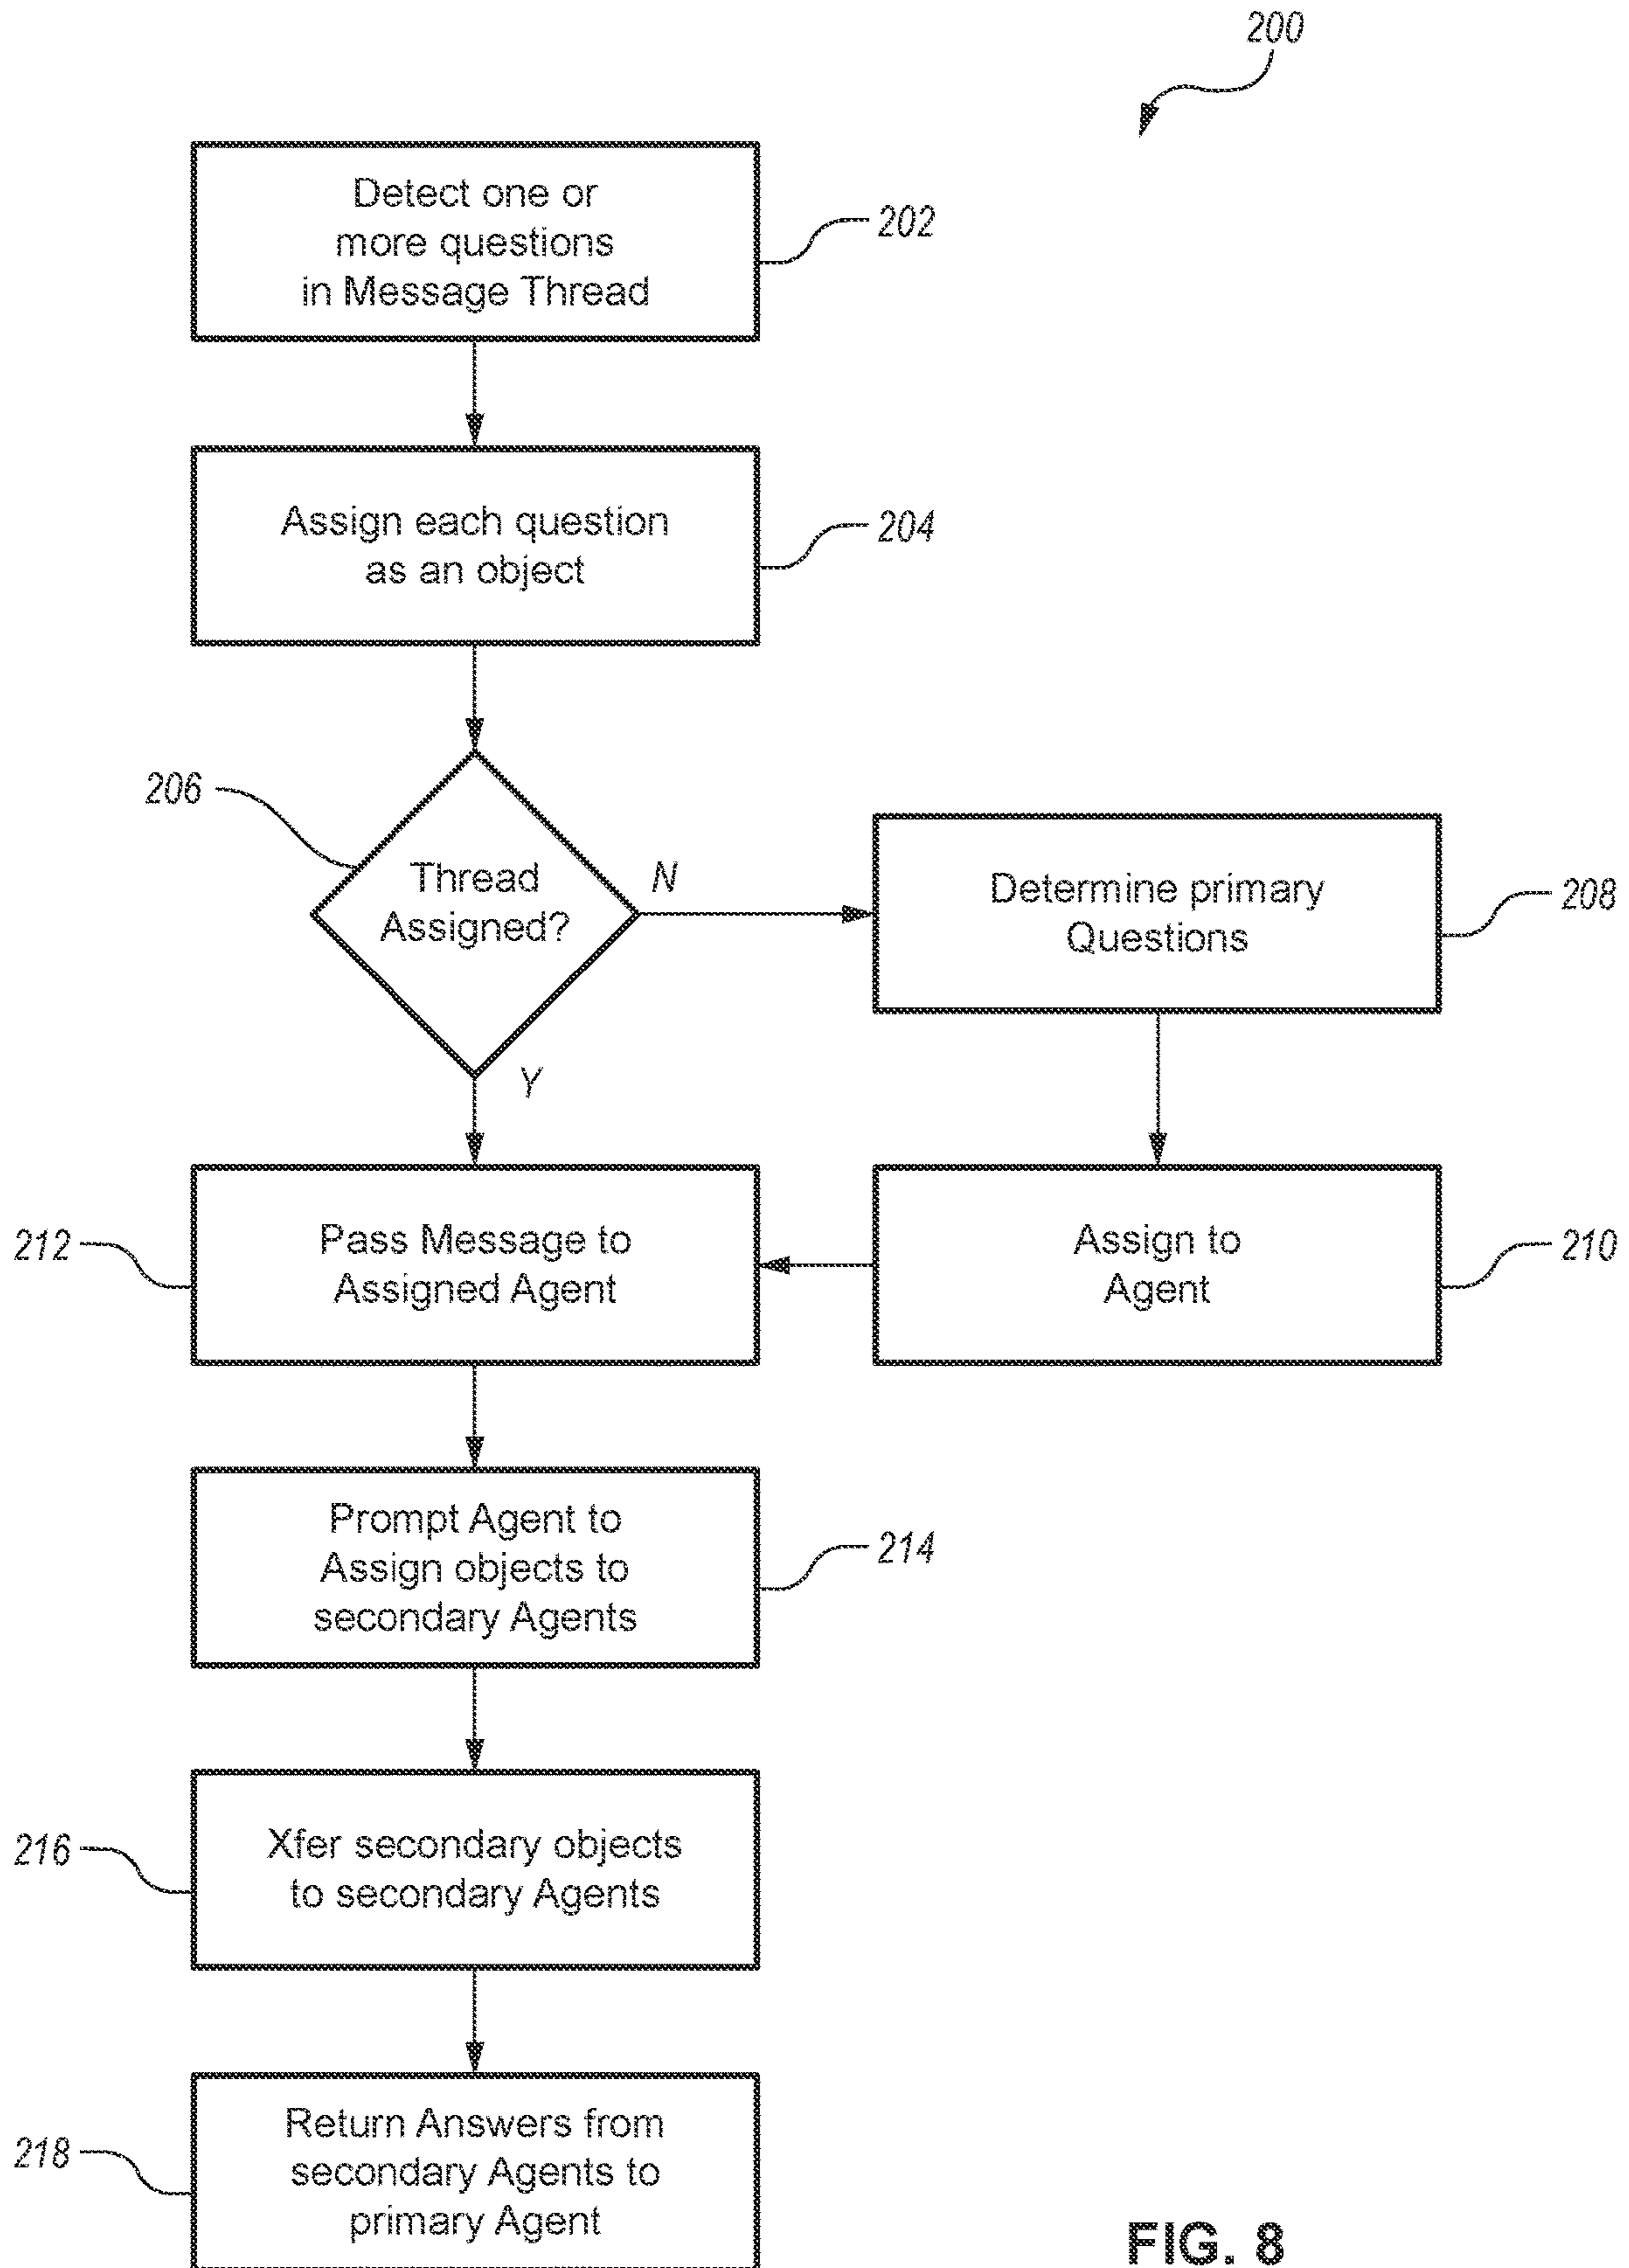 200
Detect one or
more questions
in Message Thread
202
Assign each question
as an object
204
206
Thread
Assigned?
N
Y
Determine primary
Questions
208
212
Pass Message to
Assigned Agent
Assign to
Agent
210
Prompt Agent to
Assign objects to
secondary Agents
214
216
Xfer secondary objects
to secondary Agents
218
Return Answers from
secondary Agents to
primary Agent
FIG. 8